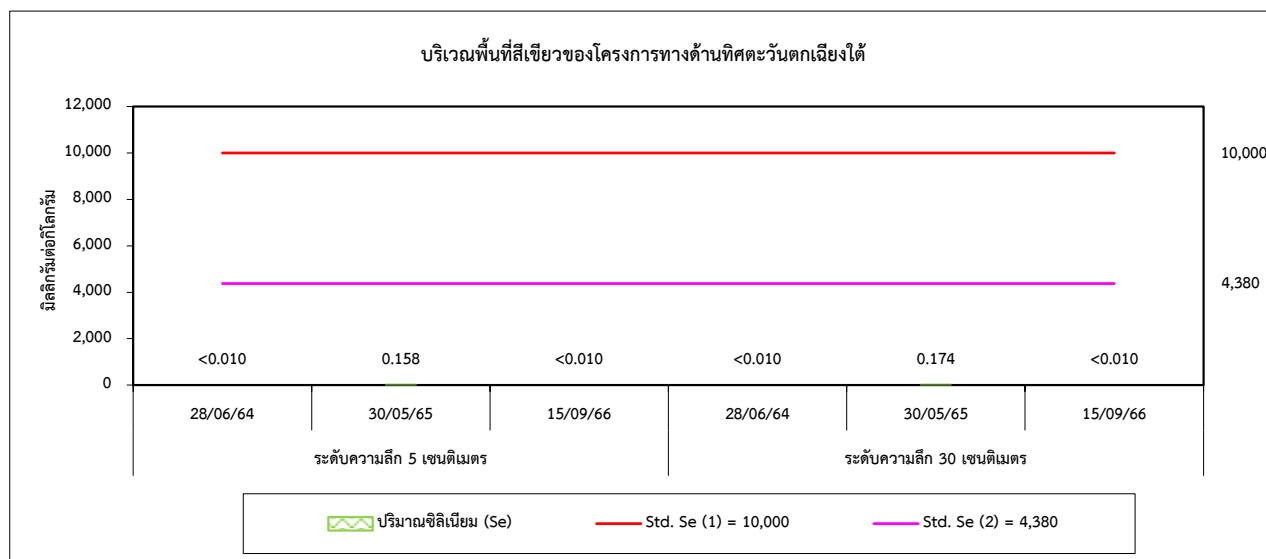 บริเวณพื้นที่สีเขียวของโครงการทางด้านทิศตะวันตกเฉียงใต้
มิลลิกรัมต่อกิโลกรัม
12,000
10,000
8,000
6,000
4,000
2,000
0
10,000
4,380
<0.010 0.158 <0.010 <0.010 0.174 <0.010
28/06/64 30/05/65 15/09/66 28/06/64 30/05/65 15/09/66
ระดับความลึก 5 เซนติเมตร ระดับความลึก 30 เซนติเมตร
ปริมาณซิลิเนียม (Se) Std. Se (1) = 10,000 Std. Se (2) = 4,380